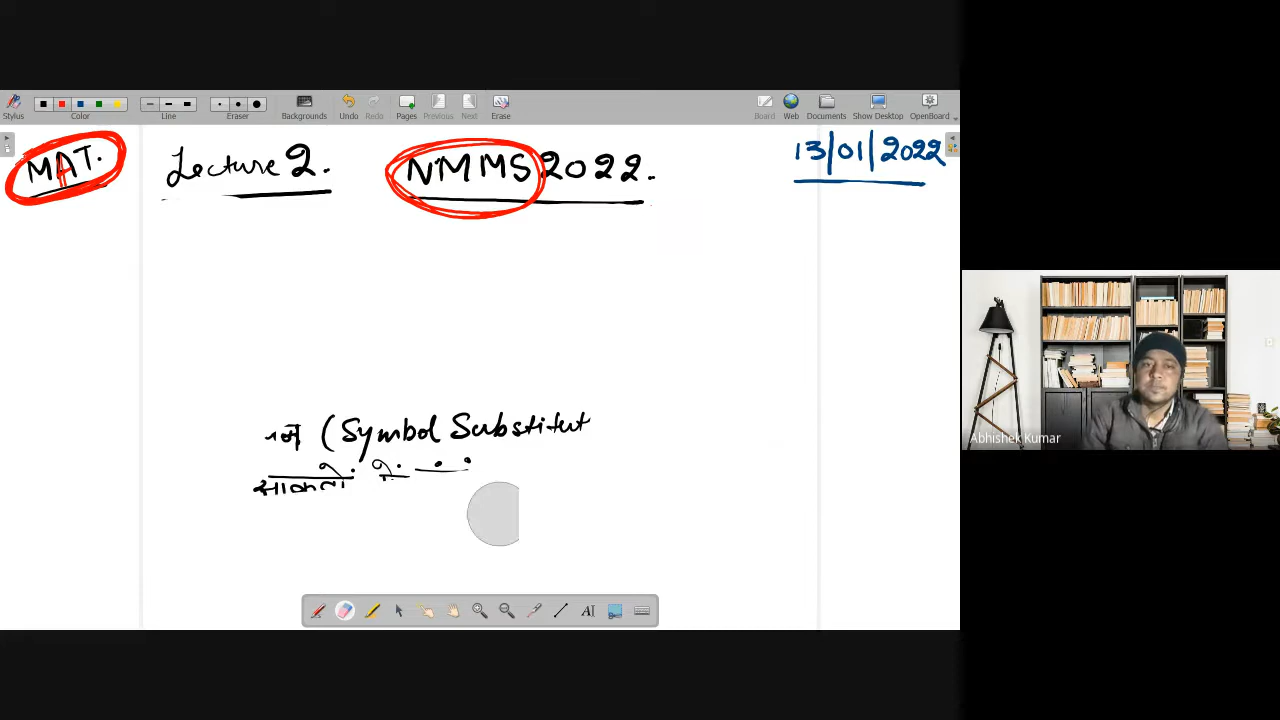 Stylus
Color
Line
Eraser
Backgrounds
Undo
Redo
Pages
Previous
Next
Erase
Board
Web
Documents
Show Desktop
OpenBoard
MAT. Lecture 2. NMMS 2022. 13/01/2022
(Symbol Substitut
Abhishek Kumar